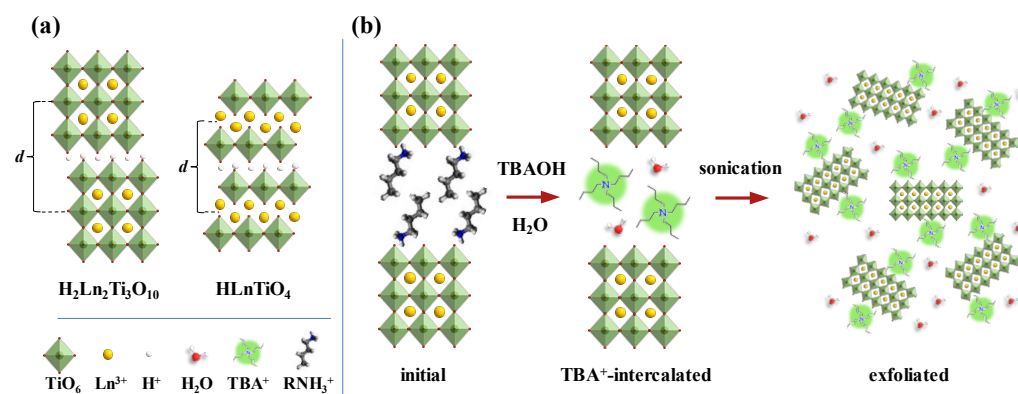 (a)
d
d
H₂Ln₂Ti₃O₁₀
HLnTiO₄
TiO₆
Ln³⁺
H⁺
H₂O
TBA⁺
RNH₃⁺
(b)
N
N
TBAOH
H₂O
sonication
N
N
N
N
N
N
N
N
initial
TBA⁺-intercalated
exfoliated